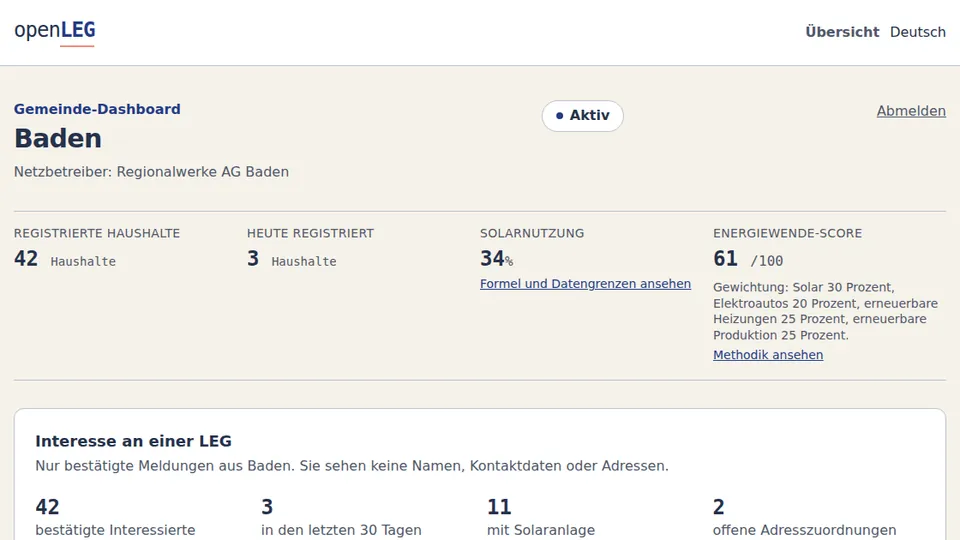 openLEG
Übersicht Deutsch
Gemeinde-Dashboard
Baden
Netzbetreiber: Regionalwerke AG Baden
Aktiv
Abmelden
REGISTRIERTE HAUSHALTE
42 Haushalte
HEUTE REGISTRIERT
3 Haushalte
SOLARNUTZUNG
34%
Formel und Datengrenzen ansehen
ENERGIEWENDE-SCORE
61 /100
Gewichtung: Solar 30 Prozent,
Elektroautos 20 Prozent, erneuerbare
Heizungen 25 Prozent, erneuerbare
Produktion 25 Prozent.
Methodik ansehen
Interesse an einer LEG
Nur bestätigte Meldungen aus Baden. Sie sehen keine Namen, Kontaktdaten oder Adressen.
42
bestätigte Interessierte
3
in den letzten 30 Tagen
11
mit Solaranlage
2
offene Adresszuordnungen